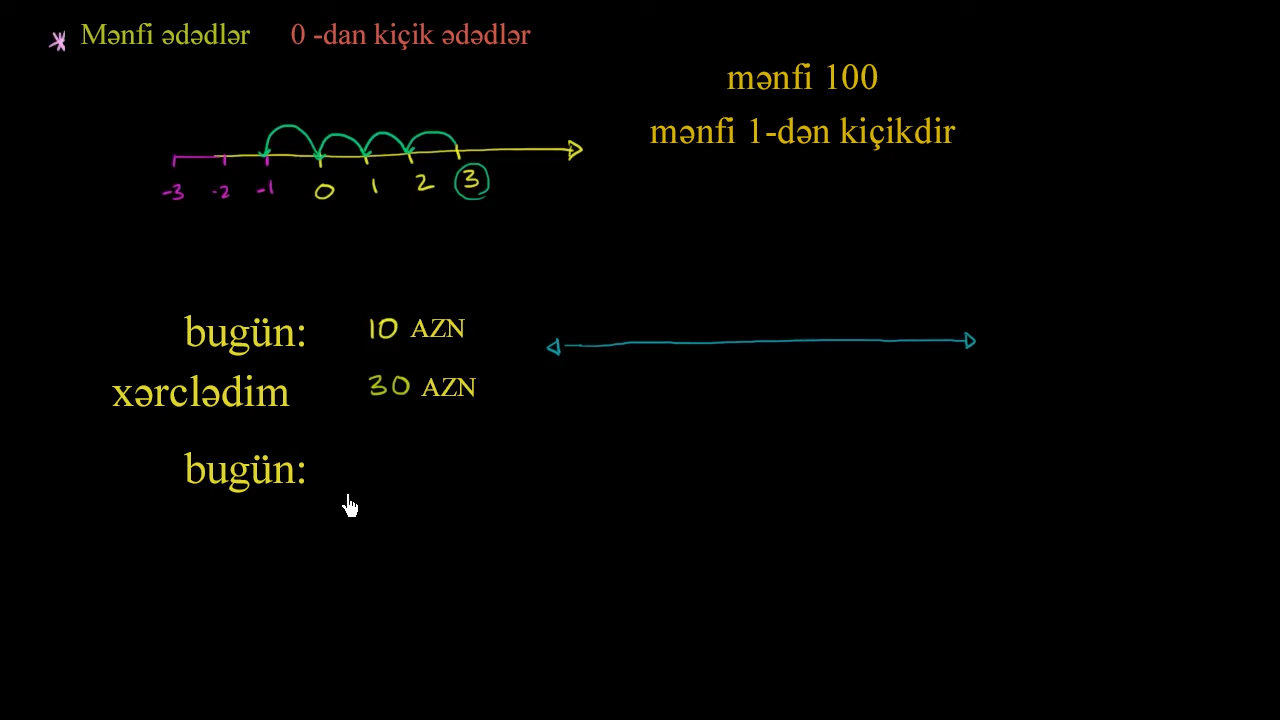 * Mənfi ədədlər 0 -dan kiçik ədədlər
mənfi 100
mənfi 1-dən kiçikdir
-3 -2 -1 0 1 2 3
bugün: 10 AZN
xərclədim 30 AZN
bugün: